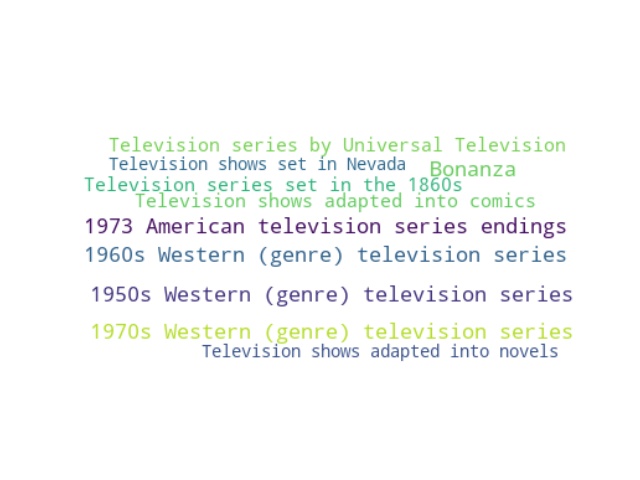 Television series by Universal Television
Television shows set in Nevada
Bonanza
Television series set in the 1860s
Television shows adapted into comics
1973 American television series endings
1960s Western (genre) television series
1950s Western (genre) television series
1970s Western (genre) television series
Television shows adapted into novels